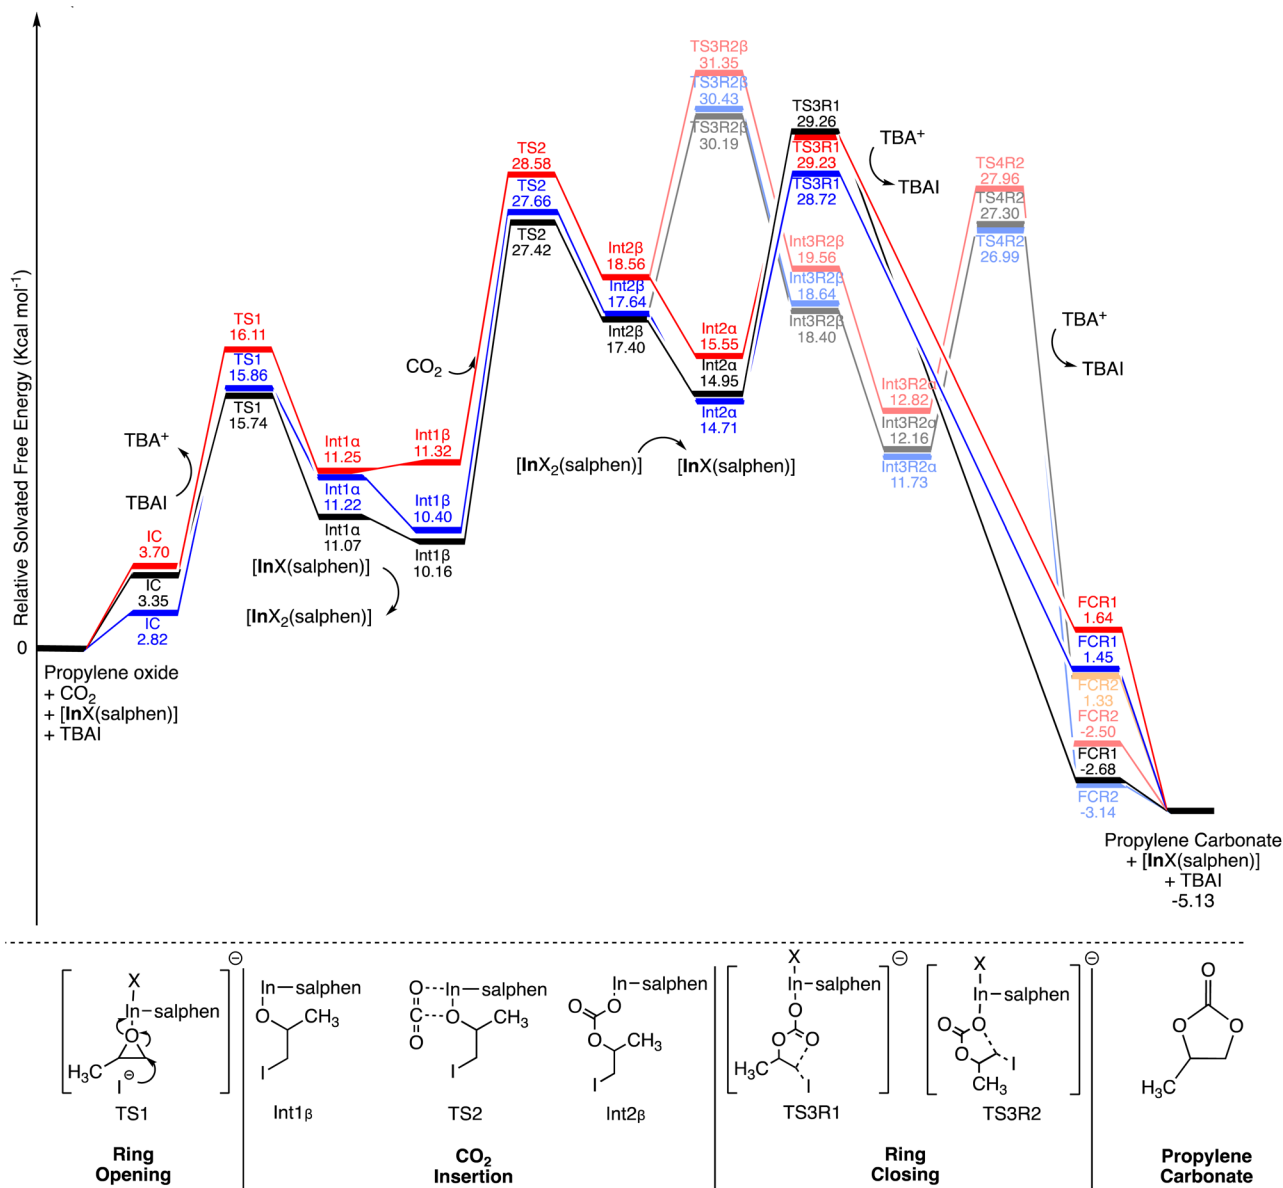 Relative Solvated Free Energy (Kcal mol⁻¹)
0
Propylene oxide
+ CO₂
+ [InX(salphen)]
+ TBAI
IC
3.70
IC
3.35
IC
2.82
TBA⁺
TBAI
TS1
16.11
TS1
15.86
TS1
15.74
Int1α
11.25
Int1α
11.22
Int1α
11.07
[InX(salphen)]
[InX₂(salphen)]
Int1β
11.32
Int1β
10.40
Int1β
10.16
CO₂
TS2
28.58
TS2
27.66
TS2
27.42
Int2β
18.56
Int2β
17.64
Int2β
17.40
[InX₂(salphen)]
[InX(salphen)]
Int2α
15.55
Int2α
14.95
Int2α
14.71
TS3R2β
31.35
TS3R2β
30.43
TS3R2β
30.19
TS3R1
29.26
TS3R1
29.23
TS3R1
28.72
TBA⁺
TBAI
Int3R2β
19.56
Int3R2β
18.64
Int3R2β
18.40
Int3R2α
12.82
Int3R2α
12.16
Int3R2α
11.73
TS4R2
27.96
TS4R2
27.30
TS4R2
26.99
TBA⁺
TBAI
FCR1
1.64
FCR1
1.45
FCR2
1.33
FCR2
-2.50
FCR1
-2.68
FCR2
-3.14
Propylene Carbonate
+ [InX(salphen)]
+ TBAI
-5.13
X
In salphen
O
H₃C
I ⊖
⊖
TS1
Ring
Opening
In salphen
O
CH₃
I
Int1β
O In salphen
C O CH₃
O
I
TS2
CO₂
Insertion
In salphen
O
O
O CH₃
I
Int2β
X
In salphen
O
O O
H₃C
I
⊖
TS3R1
X
In salphen
O O
O I
CH₃
⊖
TS3R2
Ring
Closing
O
O O
H₃C
Propylene
Carbonate